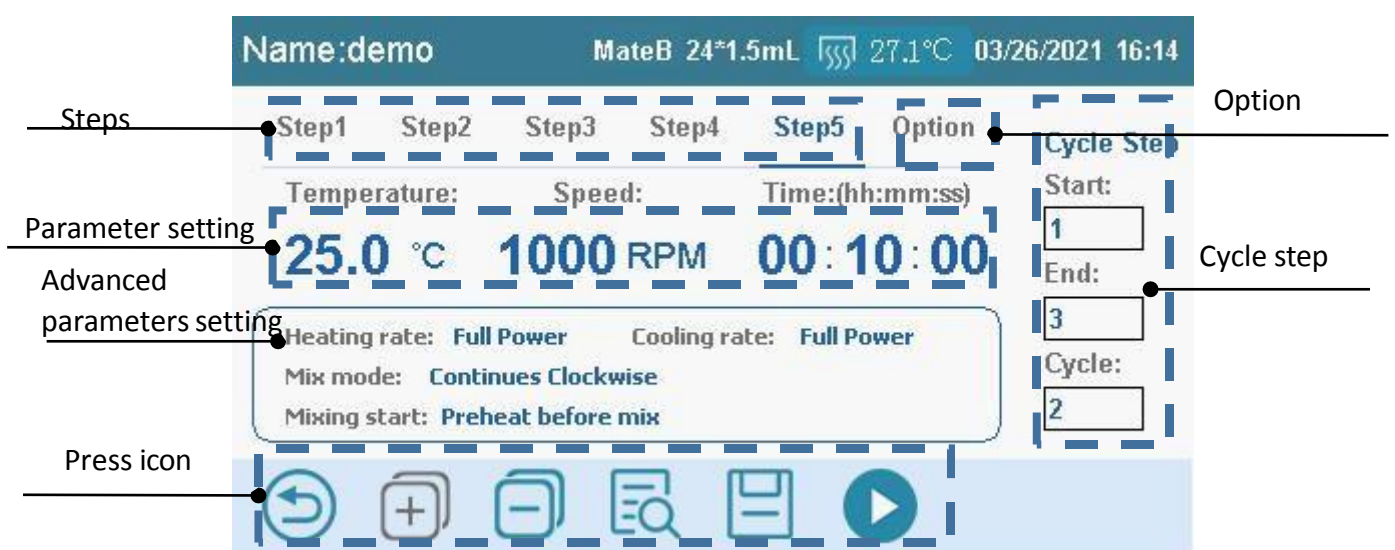 Name:demo MateB 24*1.5mL 27.1°C 03/26/2021 16:14
Steps
Step1 Step2 Step3 Step4 Step5 Option
Option
Cycle Step
Temperature: Speed: Time:(hh:mm:ss)
Start:
Parameter setting
25.0 °C 1000 RPM 00:10:00
1
Cycle step
End:
Advanced
parameters setting
3
Heating rate: Full Power Cooling rate: Full Power
Cycle:
Mix mode: Continues Clockwise
2
Mixing start: Preheat before mix
Press icon